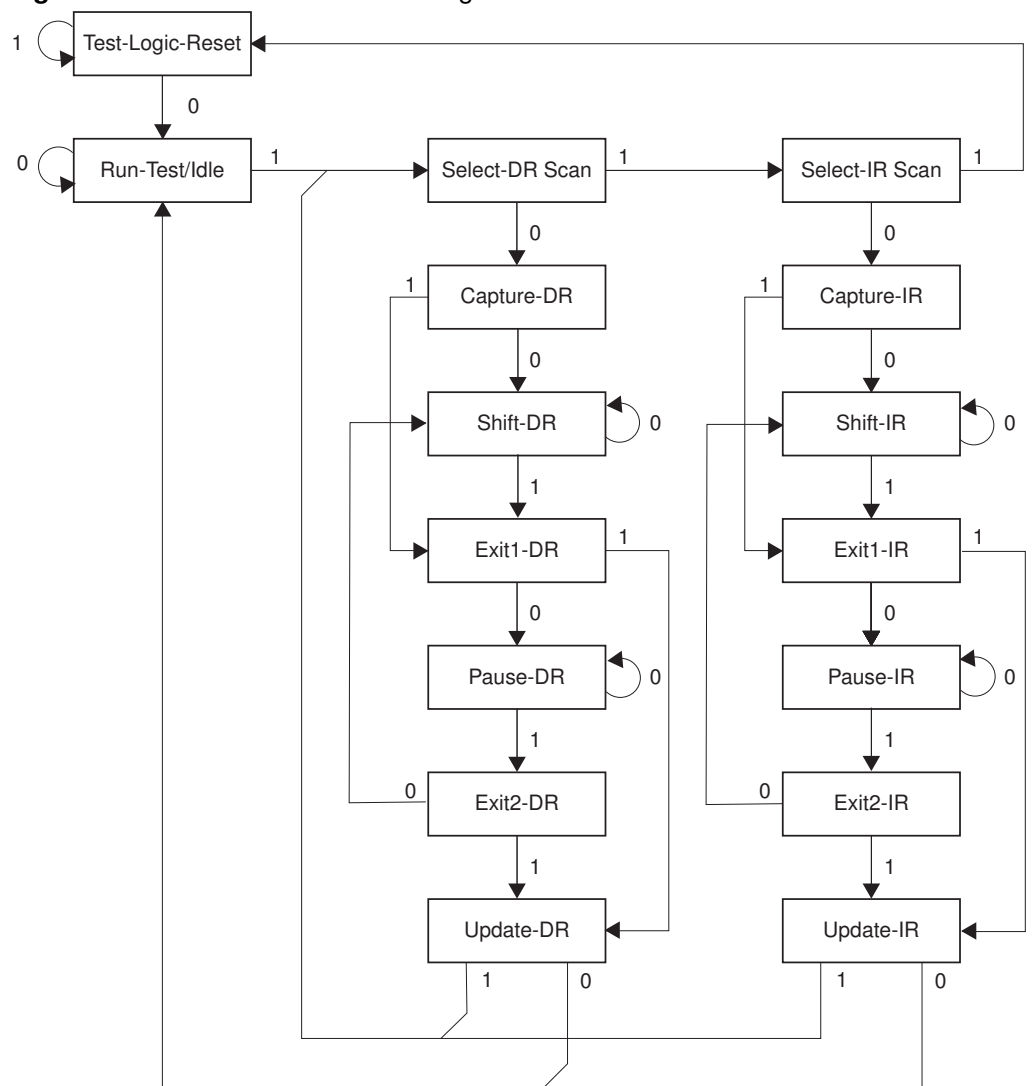 1 Test-Logic-Reset
0
0 Run-Test/Idle 1 Select-DR Scan 1 Select-IR Scan 1
0 0
1 Capture-DR 1 Capture-IR
0 0
Shift-DR 0 Shift-IR 0
1 1
Exit1-DR 1 Exit1-IR 1
0 0
Pause-DR 0 Pause-IR 0
1 1
0 Exit2-DR 0 Exit2-IR
1 1
Update-DR Update-IR
1 0 1 0